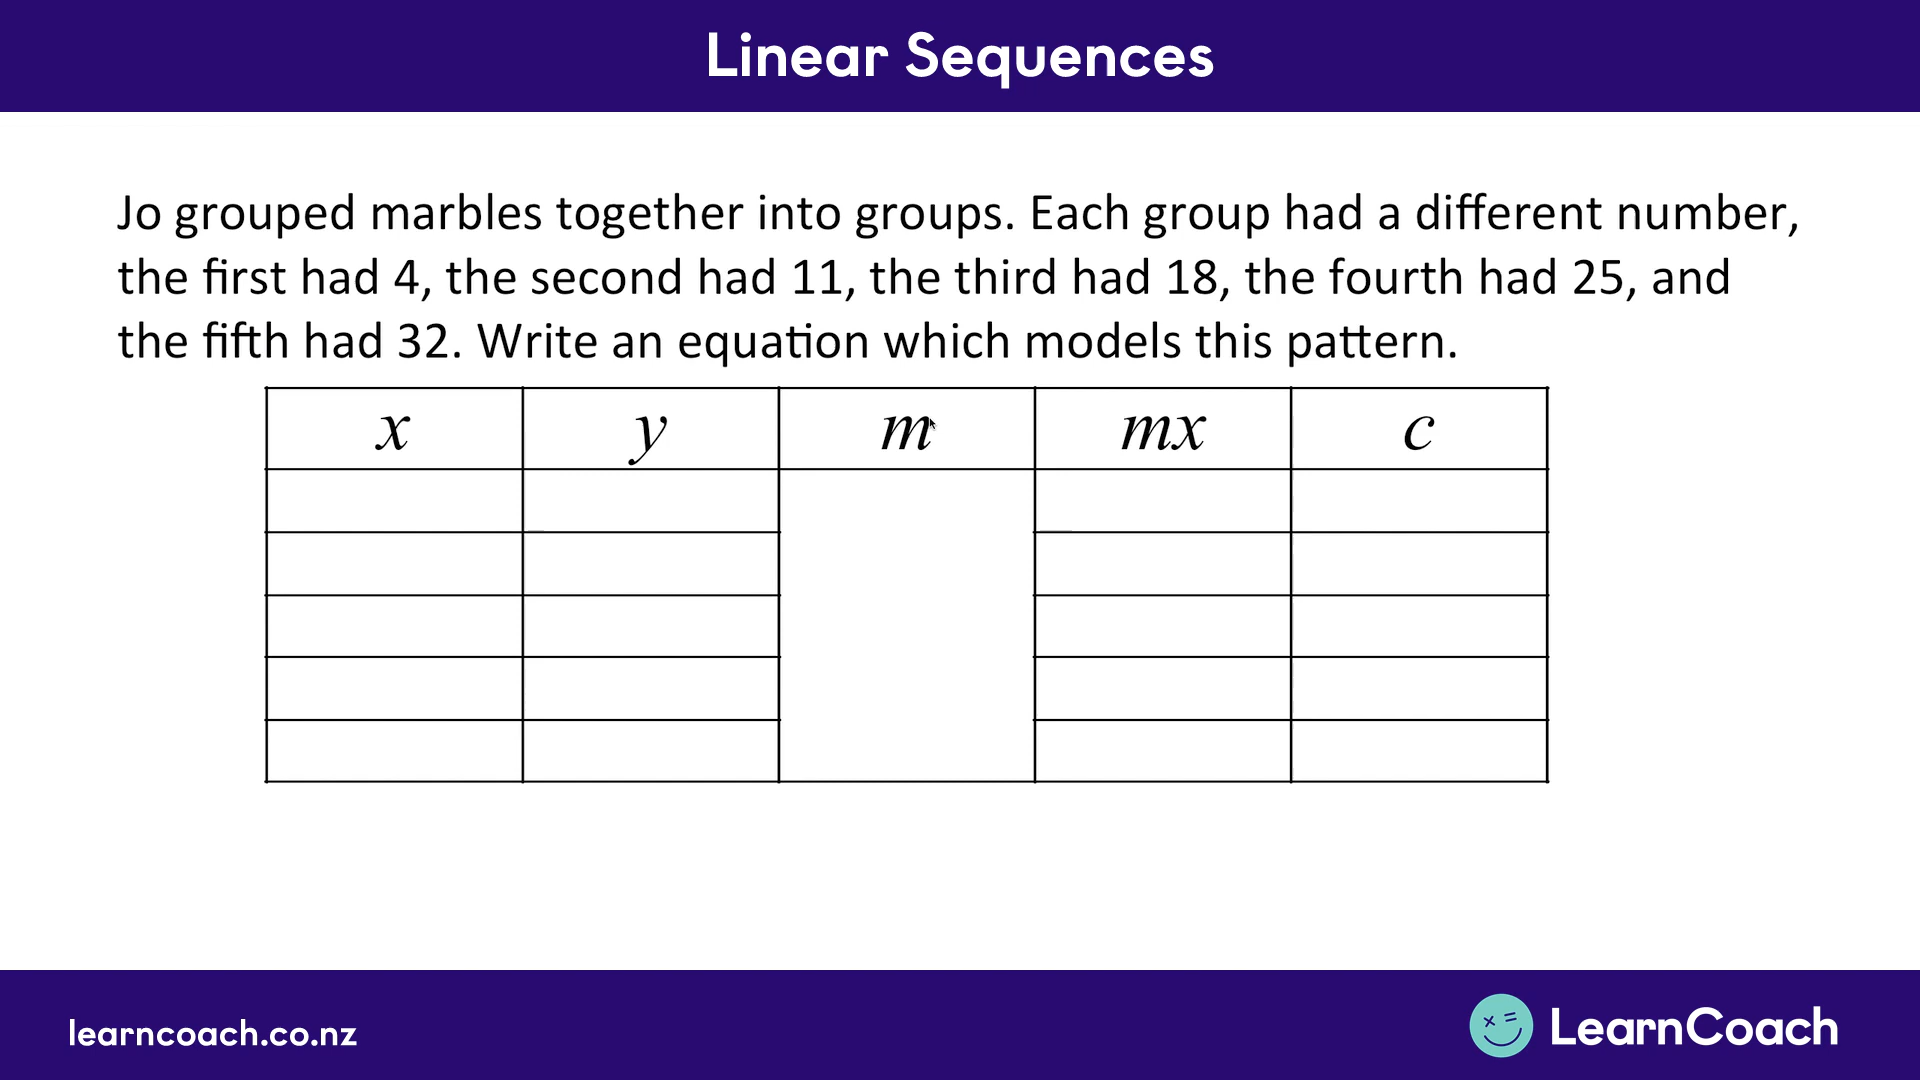 Linear Sequences
Jo grouped marbles together into groups. Each group had a different number,
the first had 4, the second had 11, the third had 18, the fourth had 25, and
the fifth had 32. Write an equation which models this pattern.
x y m mx c
learncoach.co.nz
LearnCoach